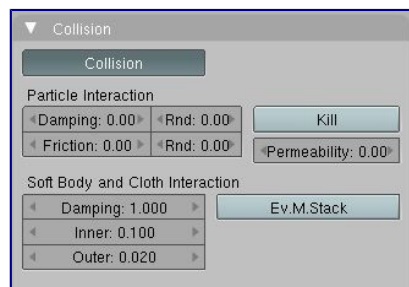 Collision
Collision
Particle Interaction
Damping: 0.00 Rnd: 0.00 Kill
Friction: 0.00 Rnd: 0.00 Permeability: 0.00
Soft Body and Cloth Interaction
Damping: 1.000 Ev.M.Stack
Inner: 0.100
Outer: 0.020